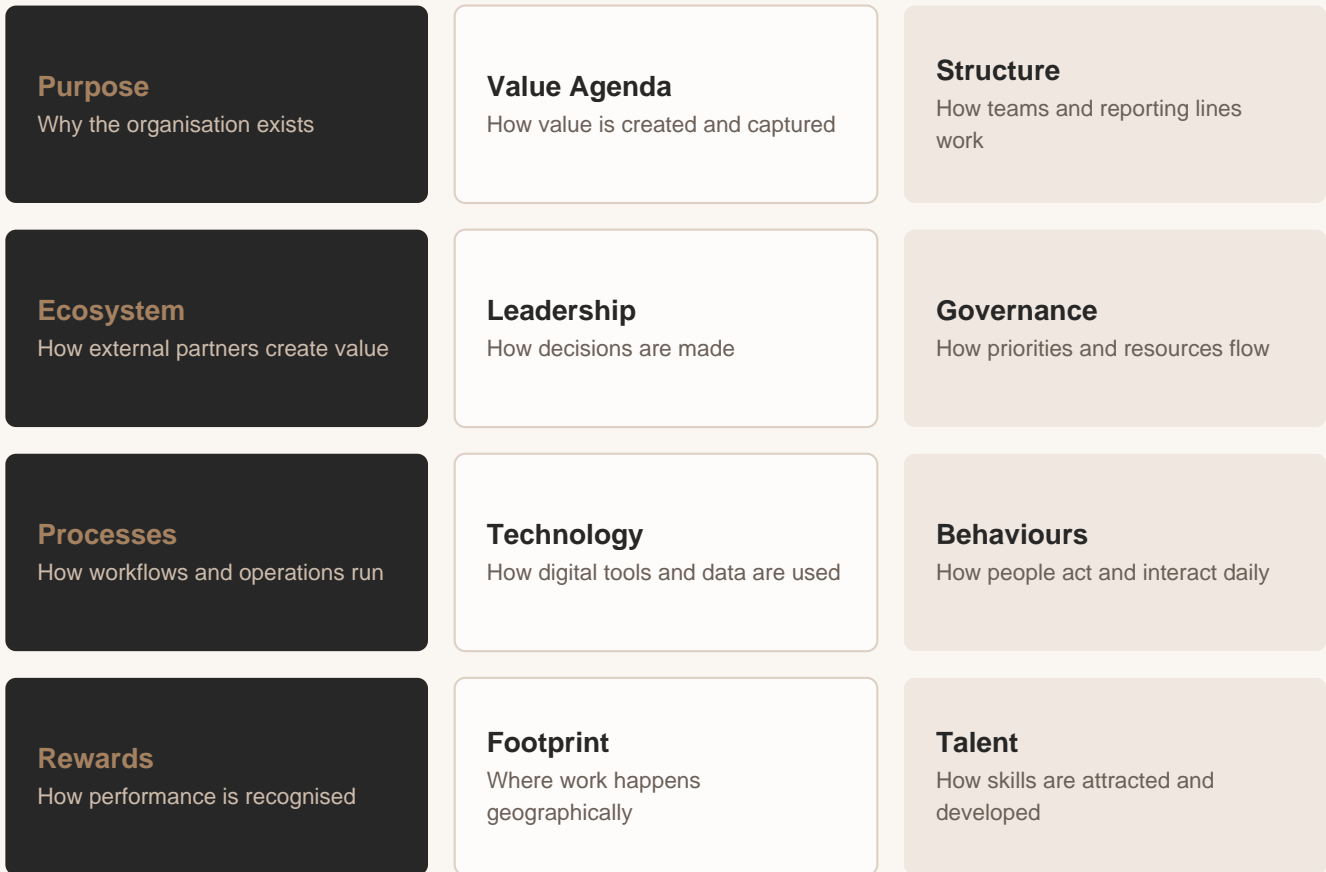 Purpose
Why the organisation exists
Value Agenda
How value is created and captured
Structure
How teams and reporting lines
work
Ecosystem
How external partners create value
Leadership
How decisions are made
Governance
How priorities and resources flow
Processes
How workflows and operations run
Technology
How digital tools and data are used
Behaviours
How people act and interact daily
Rewards
How performance is recognised
Footprint
Where work happens
geographically
Talent
How skills are attracted and
developed